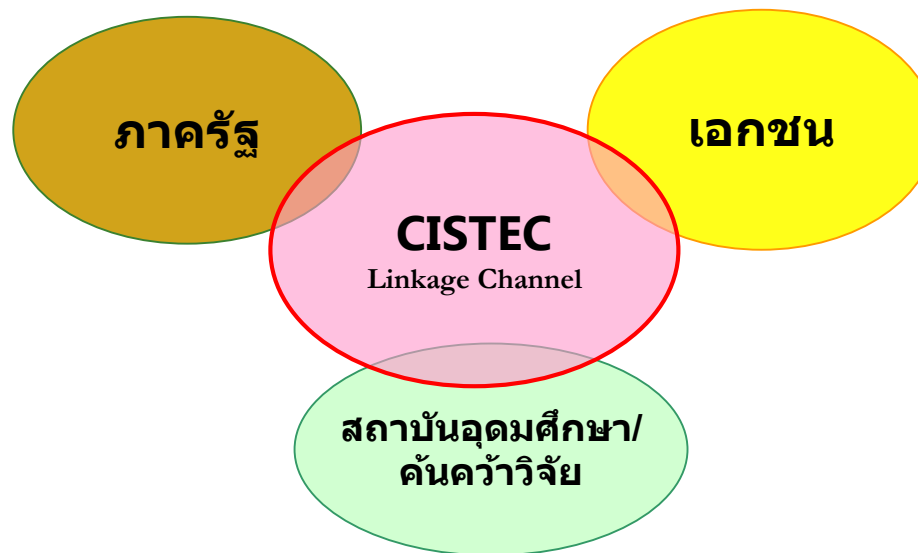 ภาครัฐ
เอกชน
CISTEC
Linkage Channel
สถาบันอุดมศึกษา/
ค้นคว้าวิจัย